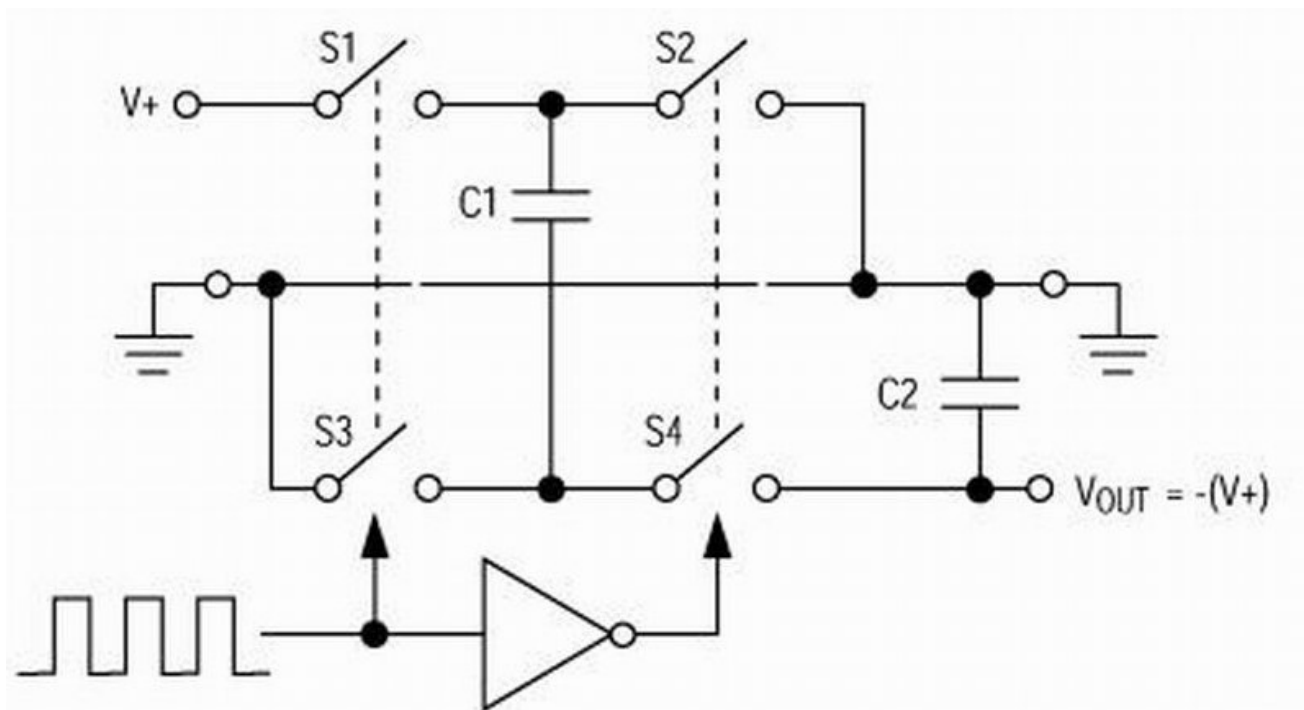 S1
S2
V+
C1
C2
S3
S4
VOUT = -(V+)